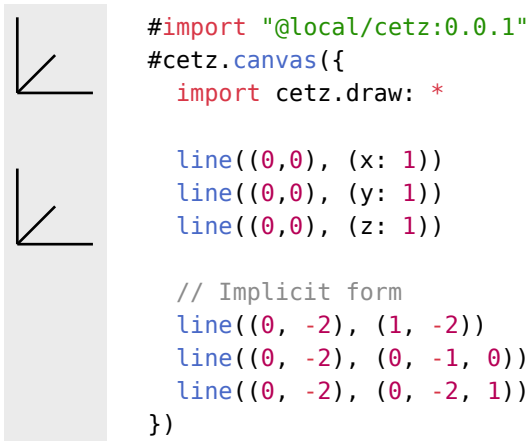 #import "@local/cetz:0.0.1"
#cetz.canvas({
  import cetz.draw: *

  line((0,0), (x: 1))
  line((0,0), (y: 1))
  line((0,0), (z: 1))

  // Implicit form
  line((0, -2), (1, -2))
  line((0, -2), (0, -1, 0))
  line((0, -2), (0, -2, 1))
})